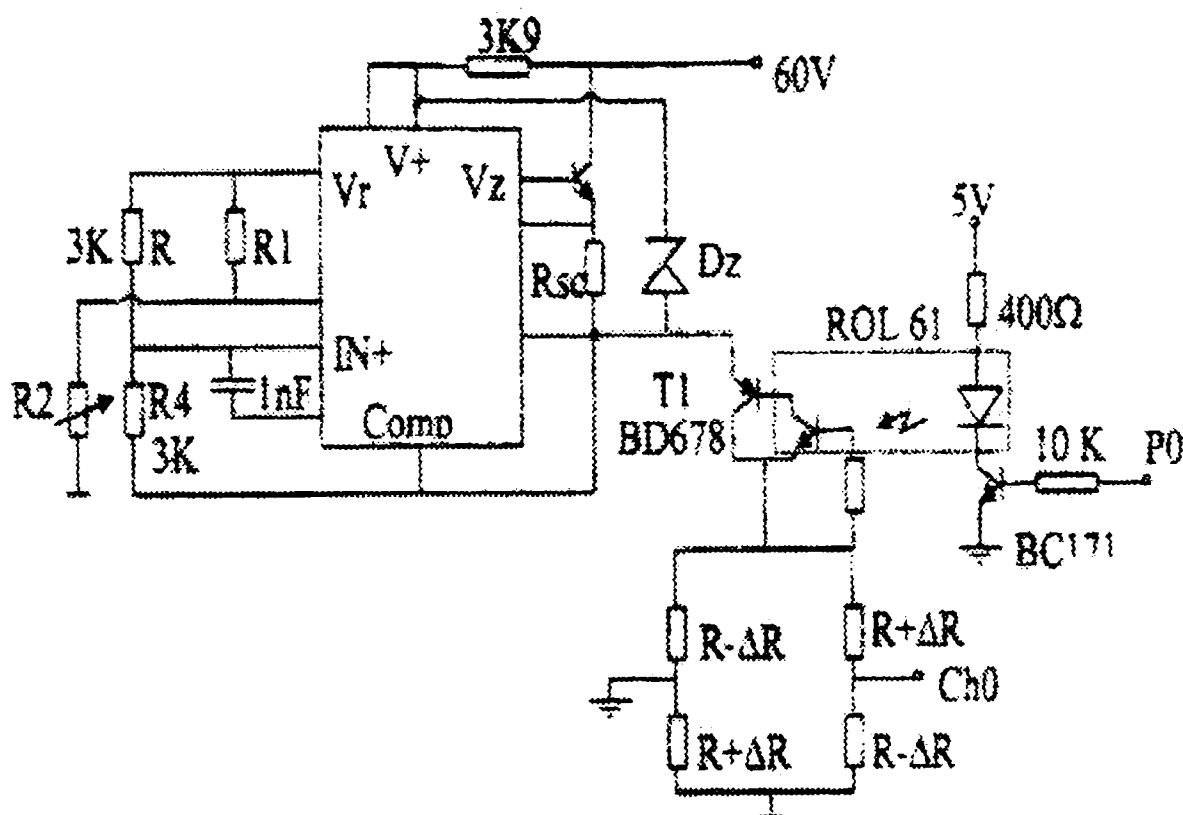 3K9
60V
V+
Vr
Vz
5V
3K
R
R1
Rsc
Dz
400Ω
ROL 61
IN+
R2
R4
1nF
3K
Comp
T1
BD678
10 K
P0
BC171
R-ΔR
R+ΔR
Ch0
R+ΔR
R-ΔR